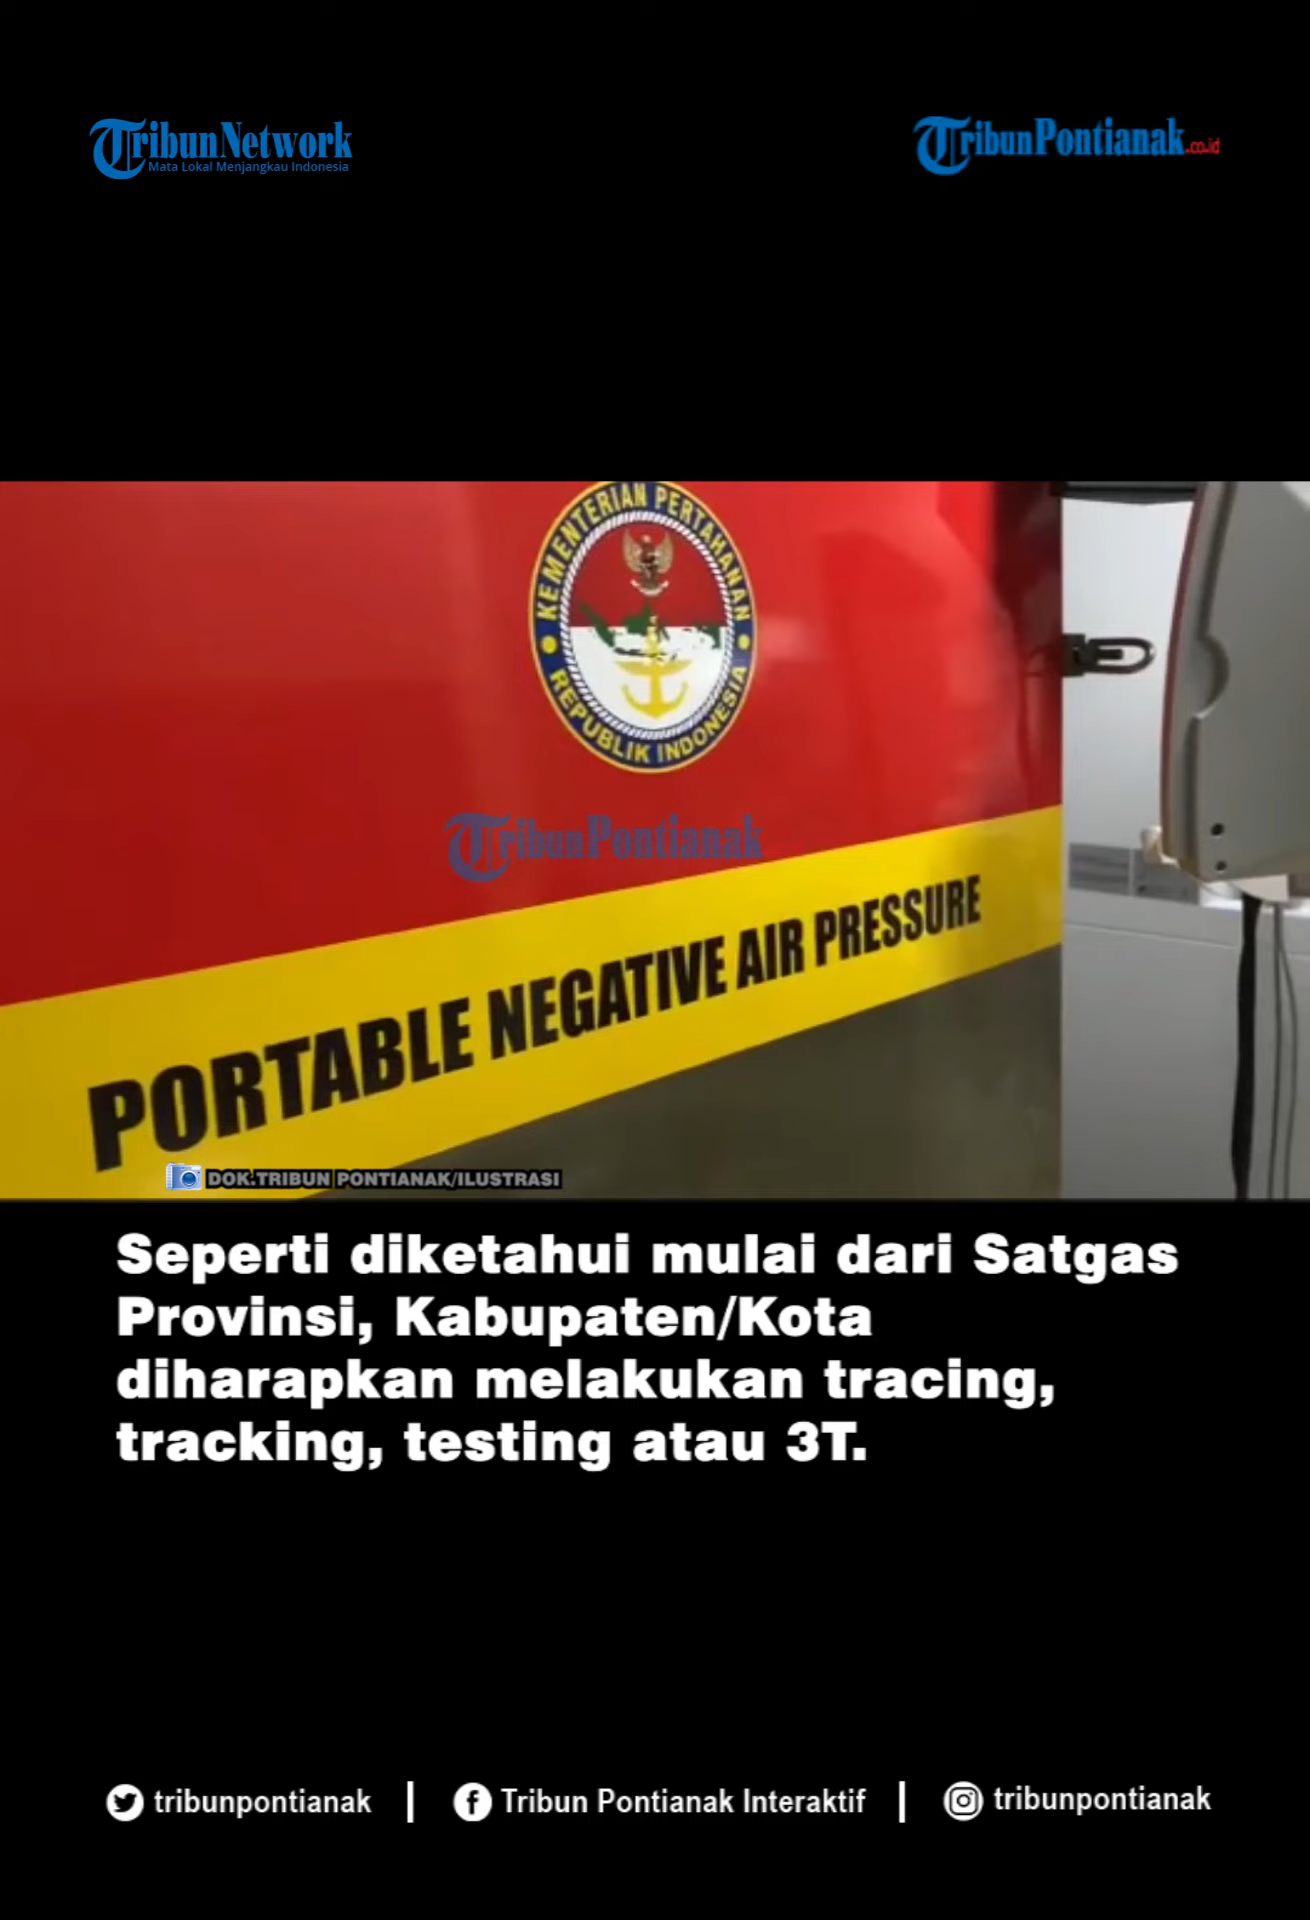 TribunNetwork
Mata Lokal Menjangkau Indonesia
TribunPontianak.co.id
KEMENTERIAN PERTAHANAN
REPUBLIK INDONESIA
TribunPontianak
PORTABLE NEGATIVE AIR PRESSURE
DOK.TRIBUN PONTIANAK/ILUSTRASI
Seperti diketahui mulai dari Satgas
Provinsi, Kabupaten/Kota
diharapkan melakukan tracing,
tracking, testing atau 3T.
tribunpontianak | Tribun Pontianak Interaktif | tribunpontianak